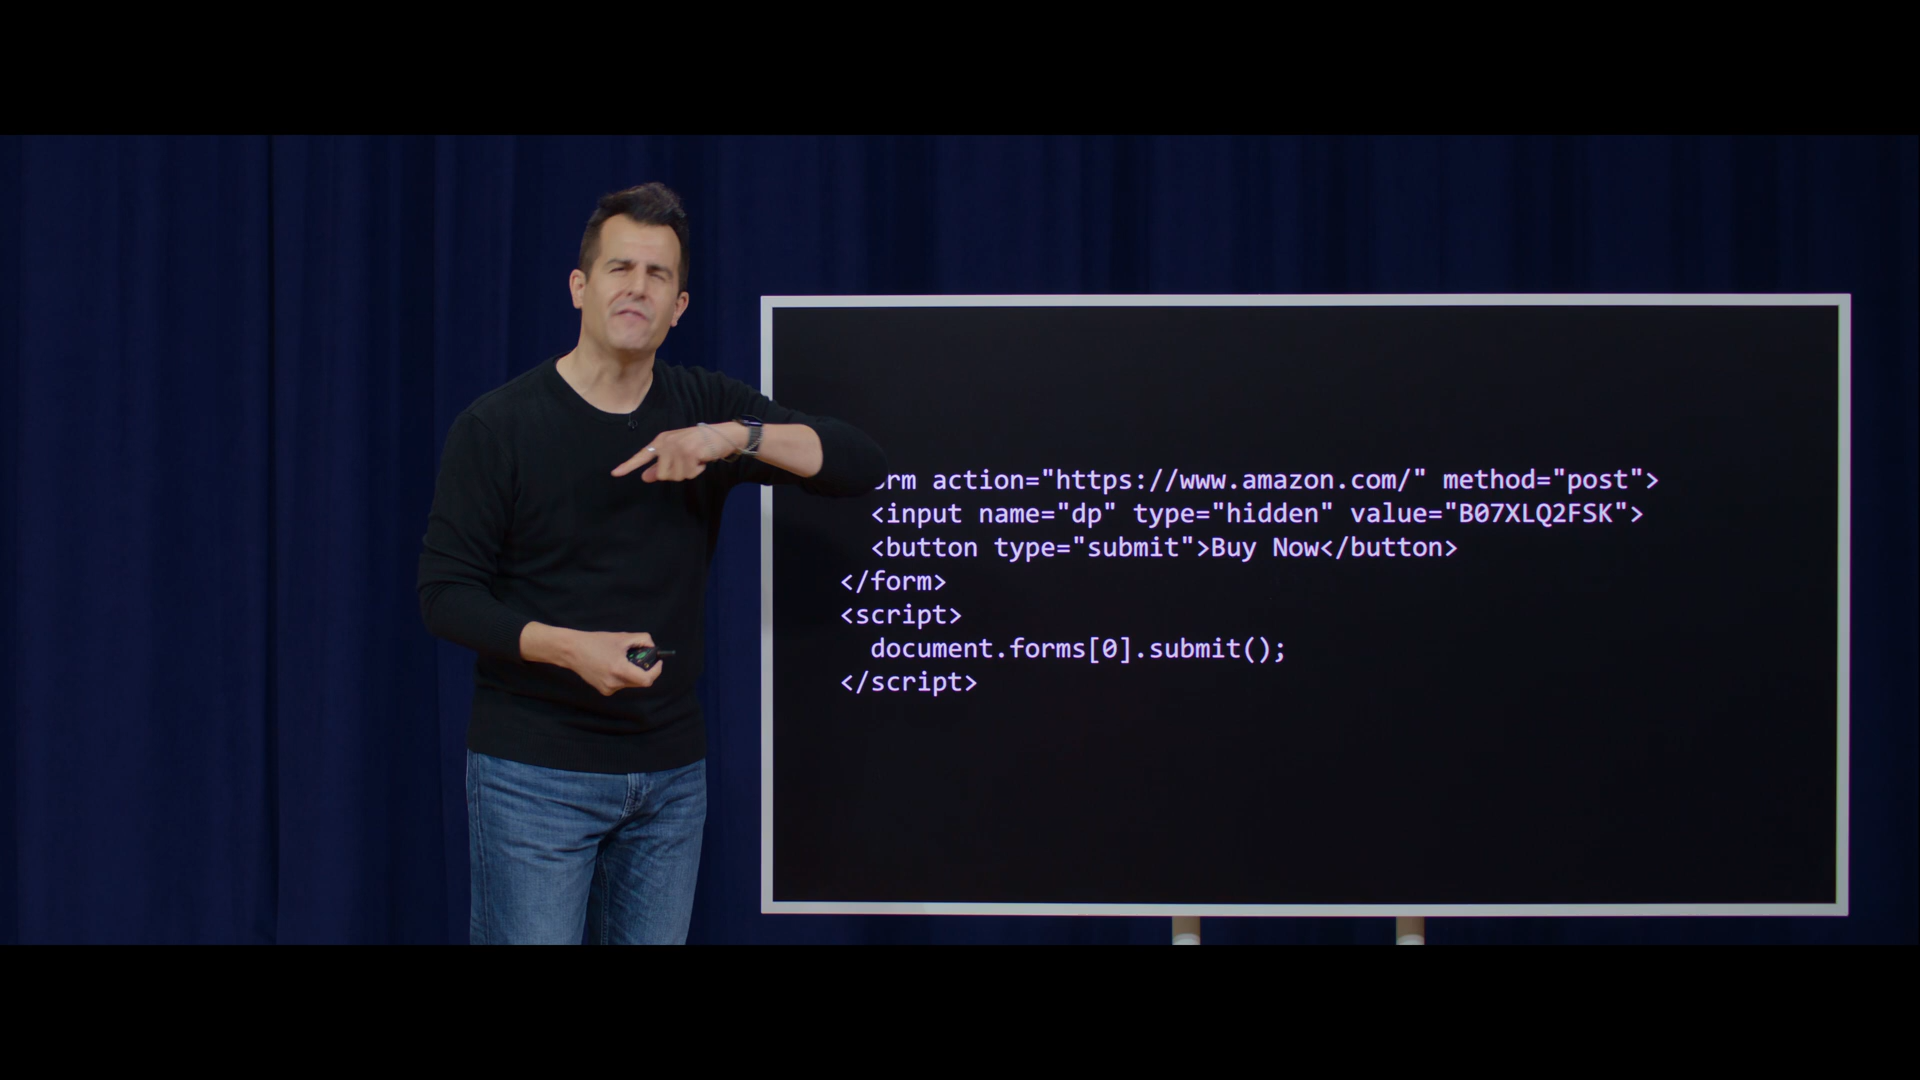 orm action="https://www.amazon.com/" method="post">
<input name="dp" type="hidden" value="B07XLQ2FSK">
<button type="submit">Buy Now</button>
</form>
<script>
document.forms[0].submit();
</script>